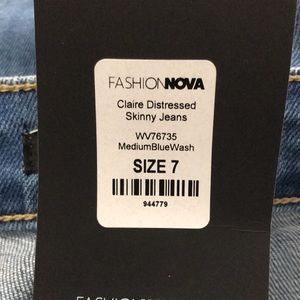 FASHIONNOVA
Claire Distressed
Skinny Jeans
WV76735
MediumBlueWash
SIZE 7
944779